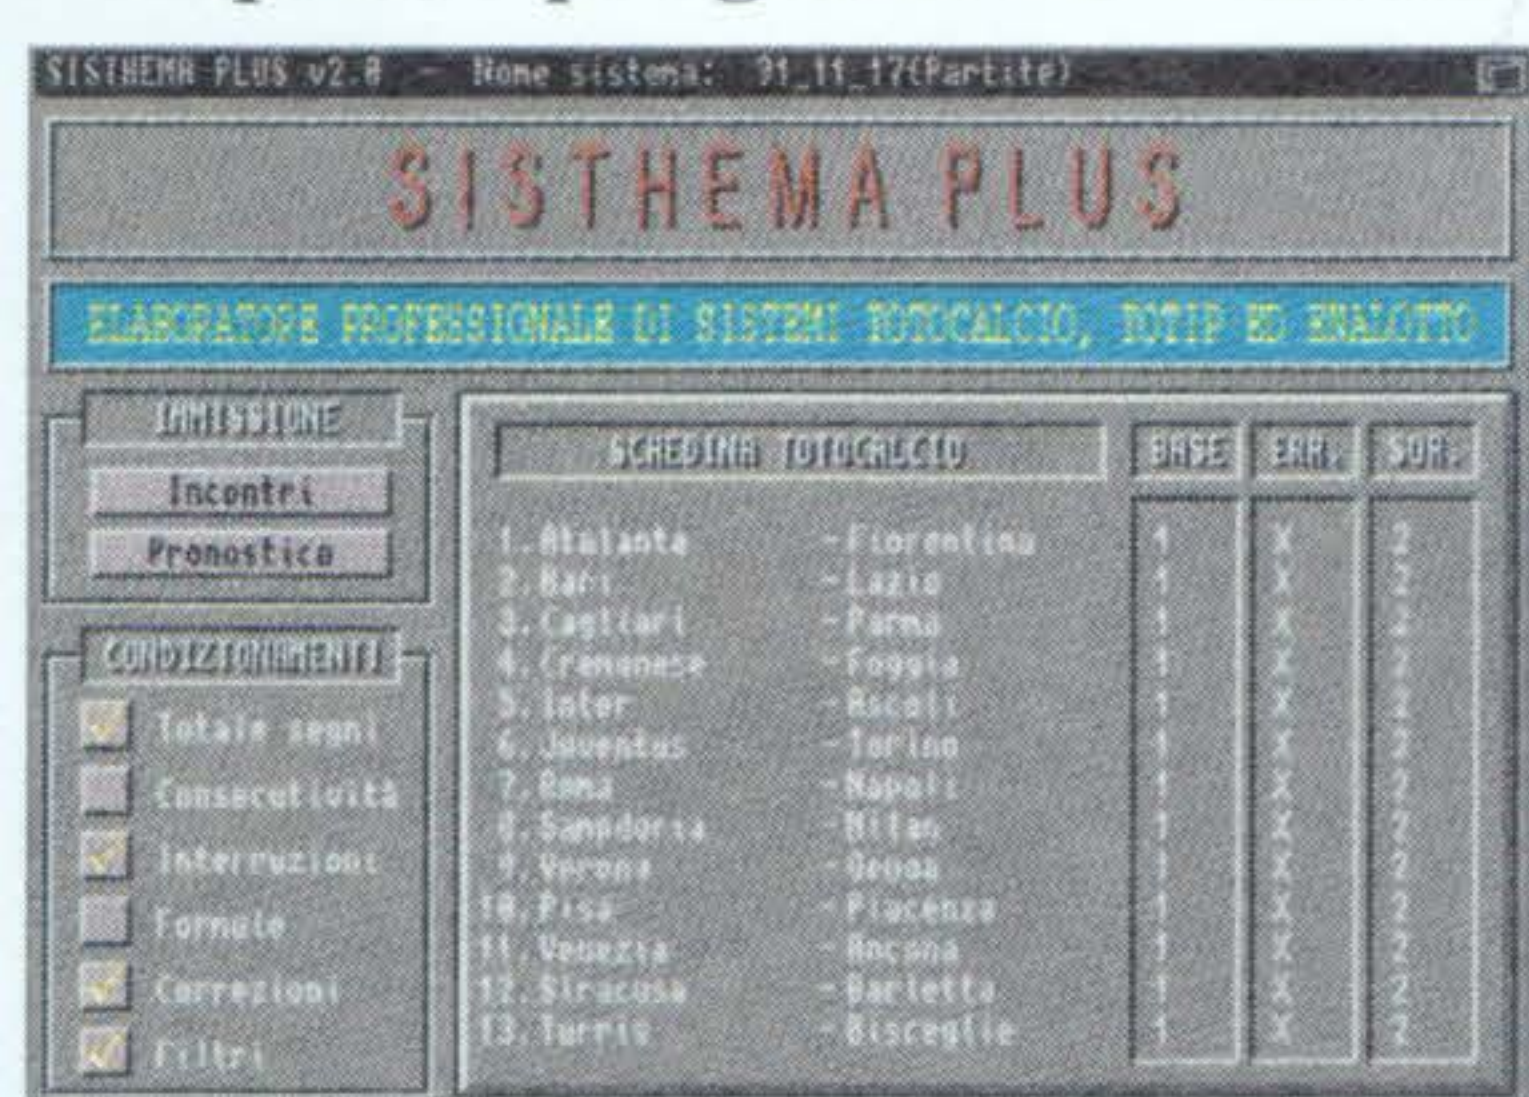 SISTHEMA PLUS v2.0 - Nome sistema: 91_11_17(Partite)
SISTHEMA PLUS
ELABORATORE PROFESSIONALE DI SISTEMI TOTOCALCIO, TOTIP ED ENALOTTO
IMMISSIONE
Incontri
Pronostica
CONDIZIONAMENTI
Totale segni
Consecutività
Interruzioni
Formule
Correzioni
Filtri
SCHEDINA TOTOCALCIO BASE VAR. SOR.
1. Atalanta - Fiorentina 1 X 2
2. Bari - Lazio 1 X 2
3. Cagliari - Parma 1 X 2
4. Cremonese - Foggia 1 X 2
5. Inter - Ascoli 1 X 2
6. Juventus - Torino 1 X 2
7. Roma - Napoli 1 X 2
8. Sampdoria - Milan 1 X 2
9. Verona - Genoa 1 X 2
10. Pisa - Piacenza 1 X 2
11. Venezia - Ancona 1 X 2
12. Siracusa - Barletta 1 X 2
13. Turris - Bisceglie 1 X 2